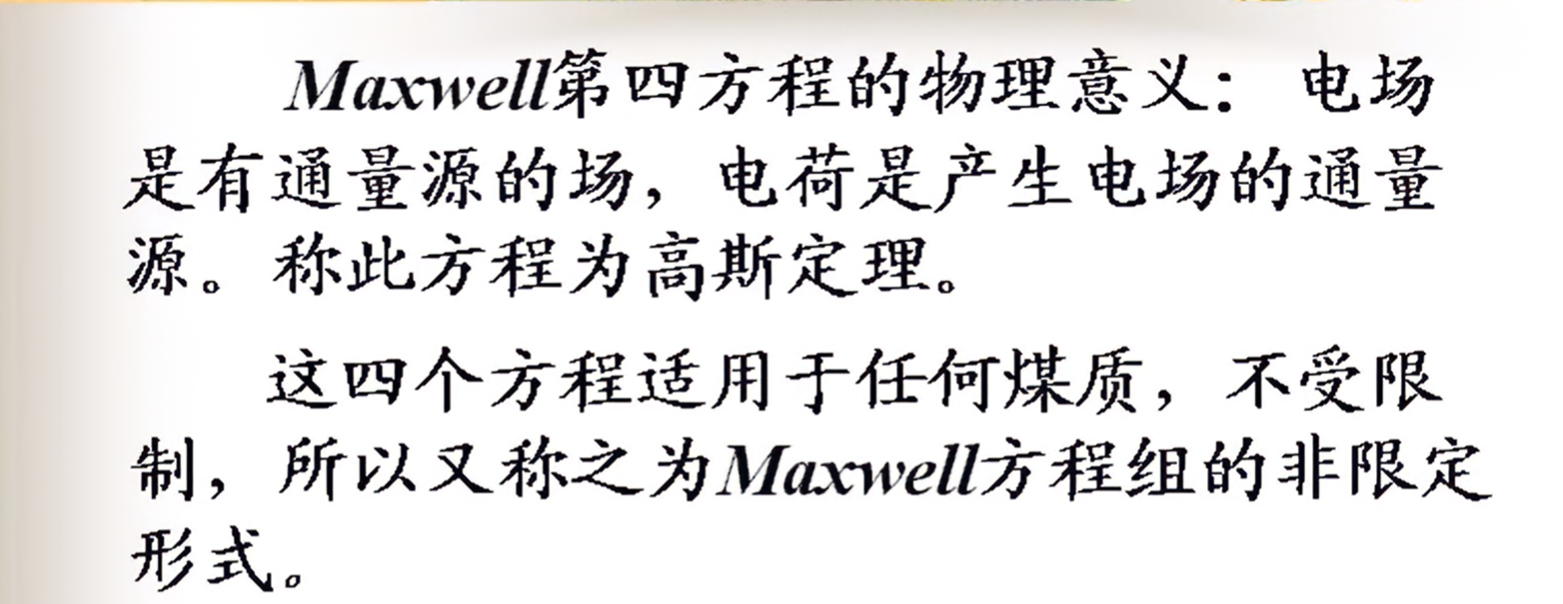 Maxwell第四方程的物理意义： 电场
是有通量源的场，电荷是产生电场的通量
源。称此方程为高斯定理。
这四个方程适用于任何煤质，不受限
制，所以又称之为Maxwell方程组的非限定
形式。